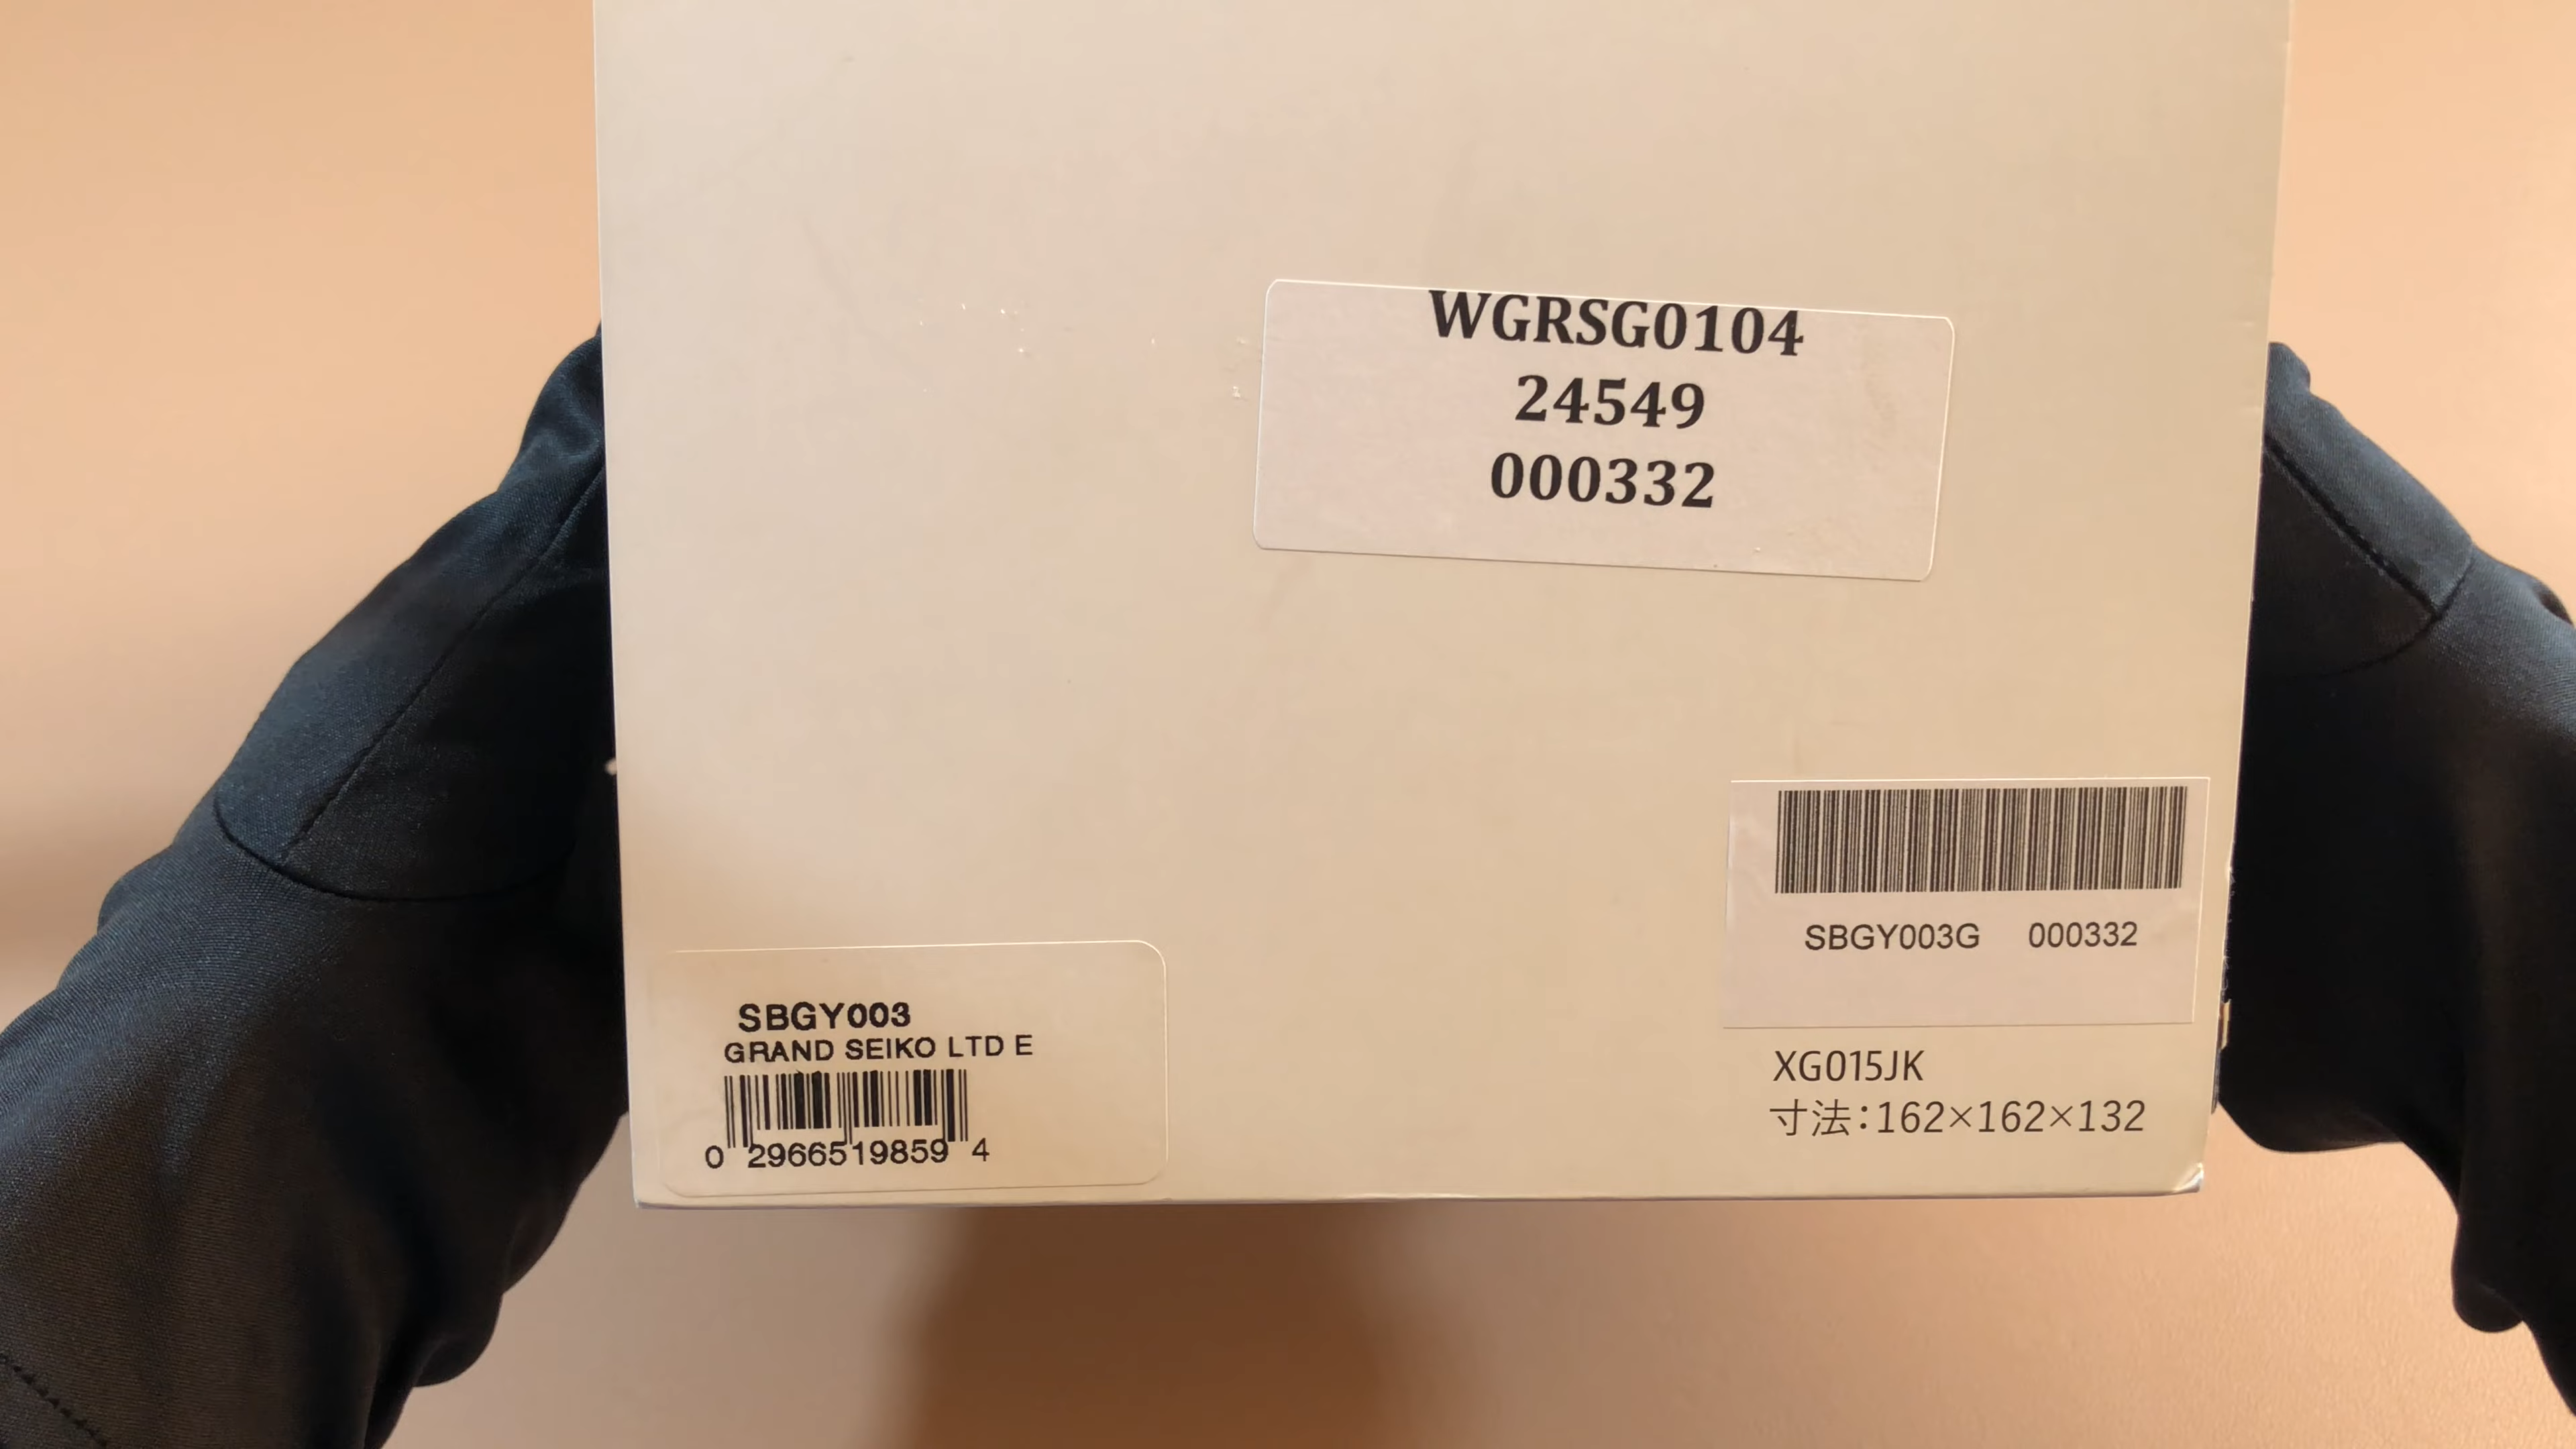 WGRSG0104
24549
000332
SBGY003G 000332
SBGY003
GRAND SEIKO LTD E
0 2966519859 4
XG015JK
寸法:162×162×132